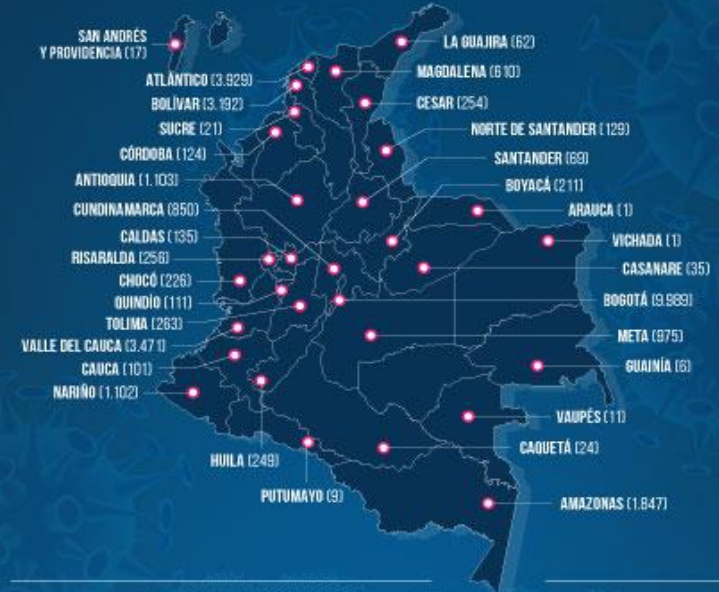 SAN ANDRÉS
Y PROVIDENCIA (17)
ATLÁNTICO (3.929)
BOLÍVAR (3.192)
SUCRE (21)
CÓRDOBA (124)
ANTIOQUIA (1.103)
CUNDINAMARCA (850)
CALDAS (135)
RISARALDA (256)
CHOCÓ (226)
QUINDÍO (111)
TOLIMA (263)
VALLE DEL CAUCA (3.471)
CAUCA (101)
NARIÑO (1.102)
HUILA (249)
PUTUMAYO (9)
LA GUAJIRA (62)
MAGDALENA (610)
CESAR (254)
NORTE DE SANTANDER (129)
SANTANDER (69)
BOYACÁ (211)
ARAUCA (1)
VICHADA (1)
CASANARE (35)
BOGOTÁ (9.989)
META (975)
GUAINÍA (6)
VAUPÉS (11)
CAQUETÁ (24)
AMAZONAS (1.847)